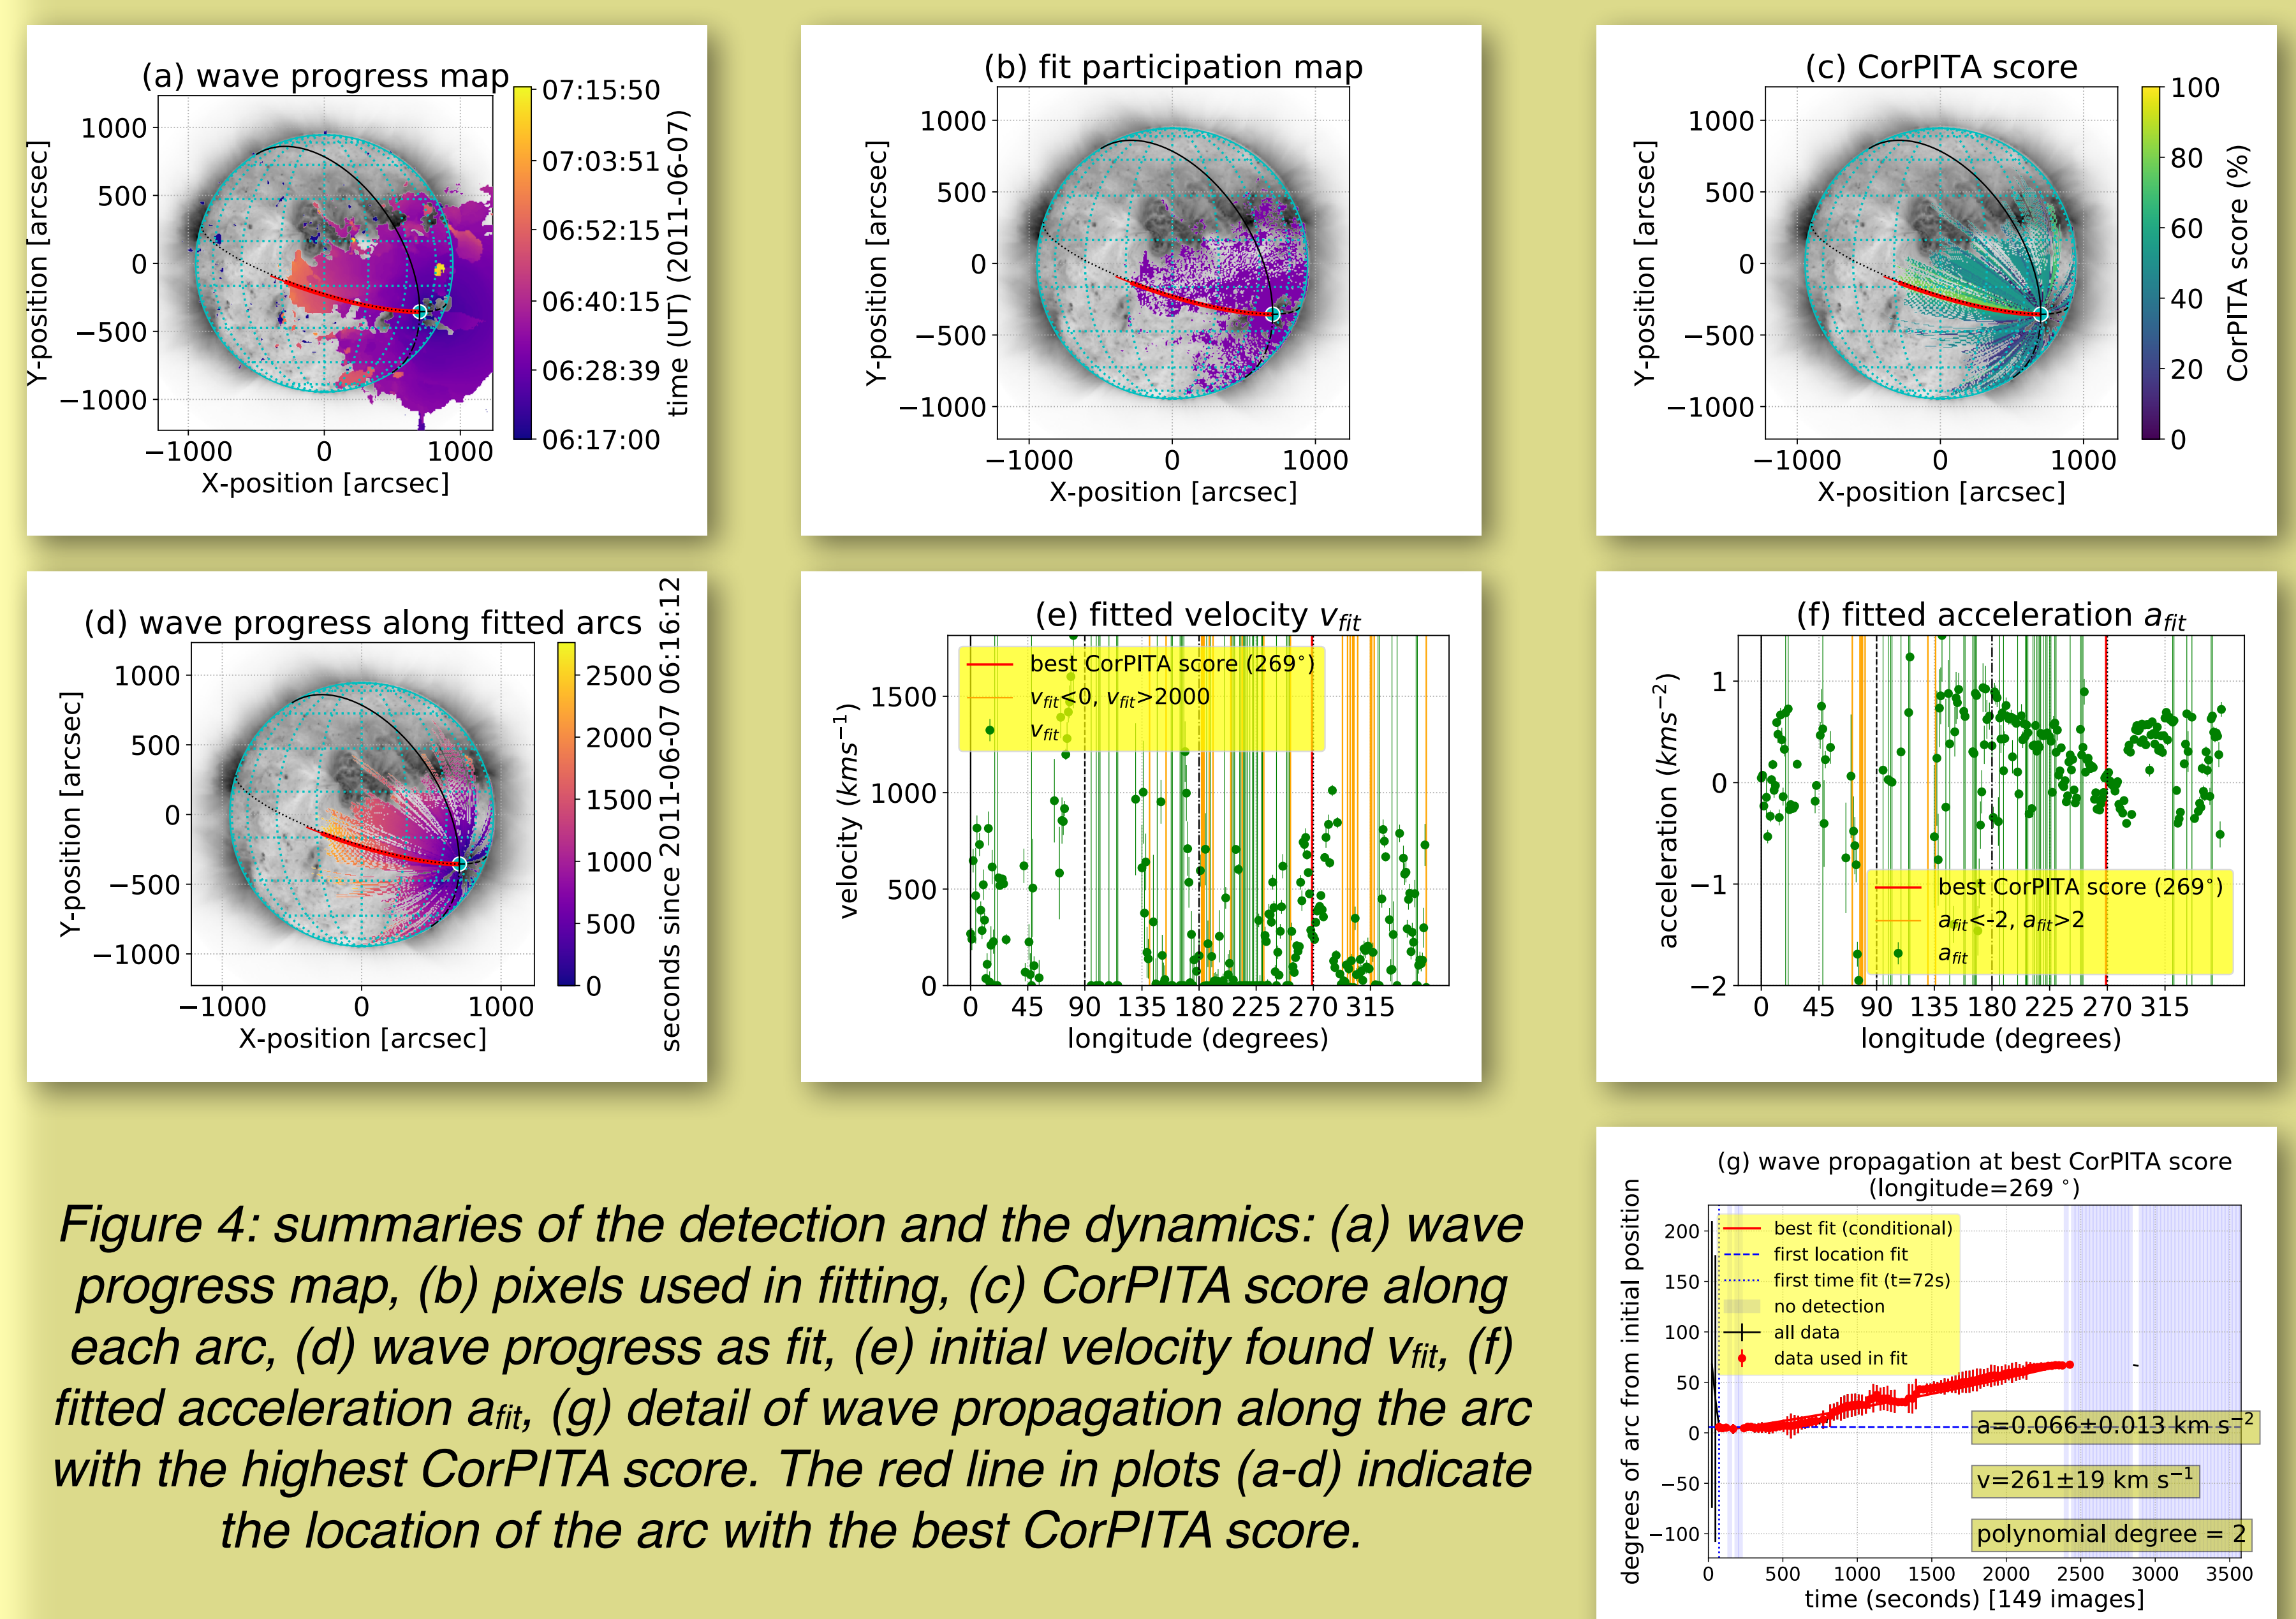 (a) wave progress map
Y-position [arcsec]
1000
500
0
−500
−1000
−1000
0
1000
X-position [arcsec]
07:15:50
07:03:51
06:52:15
06:40:15
06:28:39
06:17:00
time (UT) (2011-06-07)
(b) fit participation map
Y-position [arcsec]
1000
500
0
−500
−1000
−1000
0
1000
X-position [arcsec]
(c) CorPITA score
Y-position [arcsec]
1000
500
0
−500
−1000
−1000
0
1000
X-position [arcsec]
100
80
60
40
20
0
CorPITA score (%)
(d) wave progress along fitted arcs
Y-position [arcsec]
1000
500
0
−500
−1000
−1000
0
1000
X-position [arcsec]
2500
2000
1500
1000
500
0
seconds since 2011-06-07 06:16:12
(e) fitted velocity vfit
velocity (kms−1)
1500
1000
500
0
best CorPITA score (269°)
vfit<0, vfit>2000
vfit
0 45 90 135 180 225 270 315
longitude (degrees)
(f) fitted acceleration afit
acceleration (kms−2)
1
0
−1
−2
best CorPITA score (269°)
afit<-2, afit>2
afit
0 45 90 135 180 225 270 315
longitude (degrees)
Figure 4: summaries of the detection and the dynamics: (a) wave
progress map, (b) pixels used in fitting, (c) CorPITA score along
each arc, (d) wave progress as fit, (e) initial velocity found vfit, (f)
fitted acceleration afit, (g) detail of wave propagation along the arc
with the highest CorPITA score. The red line in plots (a-d) indicate
the location of the arc with the best CorPITA score.
(g) wave propagation at best CorPITA score
(longitude=269 °)
degrees of arc from initial position
200
150
100
50
0
−50
−100
best fit (conditional)
first location fit
first time fit (t=72s)
no detection
all data
data used in fit
a=0.066±0.013 km s−2
v=261±19 km s−1
polynomial degree = 2
0 500 1000 1500 2000 2500 3000 3500
time (seconds) [149 images]